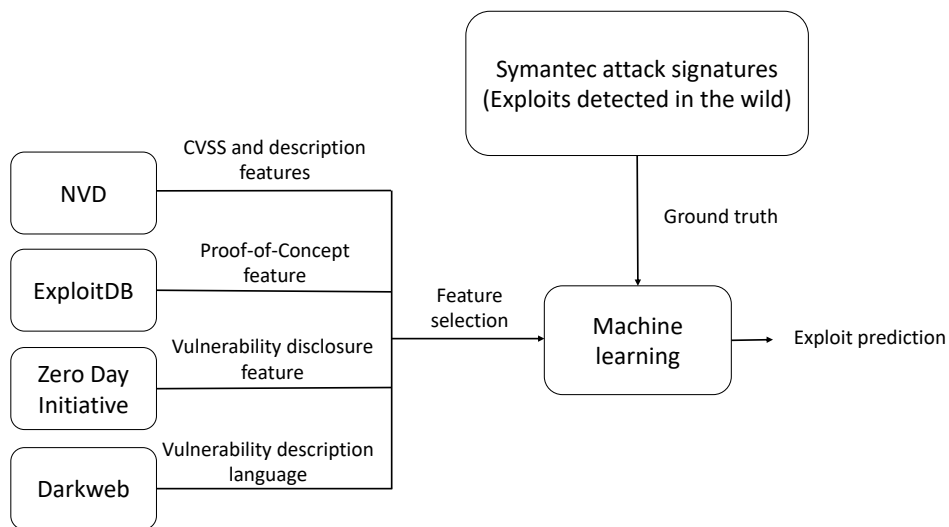 Symantec attack signatures
(Exploits detected in the wild)
CVSS and description
features
NVD
Ground truth
Proof-of-Concept
feature
ExploitDB
Feature
selection
Machine
learning
Exploit prediction
Vulnerability disclosure
feature
Zero Day
Initiative
Vulnerability description
language
Darkweb